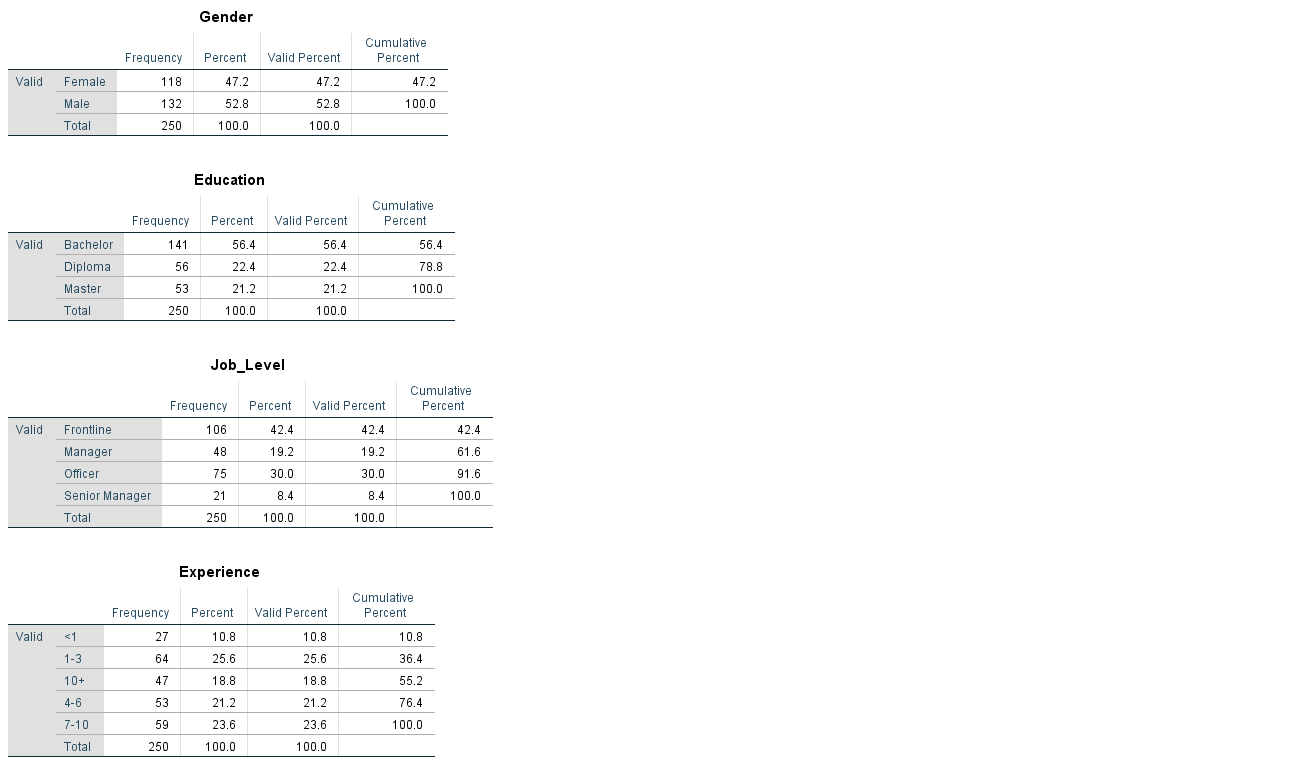 Gender
Cumulative
Frequency Percent Valid Percent Percent
Valid Female 118 47.2 47.2 47.2
Male 132 52.8 52.8 100.0
Total 250 100.0 100.0
Education
Cumulative
Frequency Percent Valid Percent Percent
Valid Bachelor 141 56.4 56.4 56.4
Diploma 56 22.4 22.4 78.8
Master 53 21.2 21.2 100.0
Total 250 100.0 100.0
Job_Level
Cumulative
Frequency Percent Valid Percent Percent
Valid Frontline 106 42.4 42.4 42.4
Manager 48 19.2 19.2 61.6
Officer 75 30.0 30.0 91.6
Senior Manager 21 8.4 8.4 100.0
Total 250 100.0 100.0
Experience
Cumulative
Frequency Percent Valid Percent Percent
Valid <1 27 10.8 10.8 10.8
1-3 64 25.6 25.6 36.4
10+ 47 18.8 18.8 55.2
4-6 53 21.2 21.2 76.4
7-10 59 23.6 23.6 100.0
Total 250 100.0 100.0